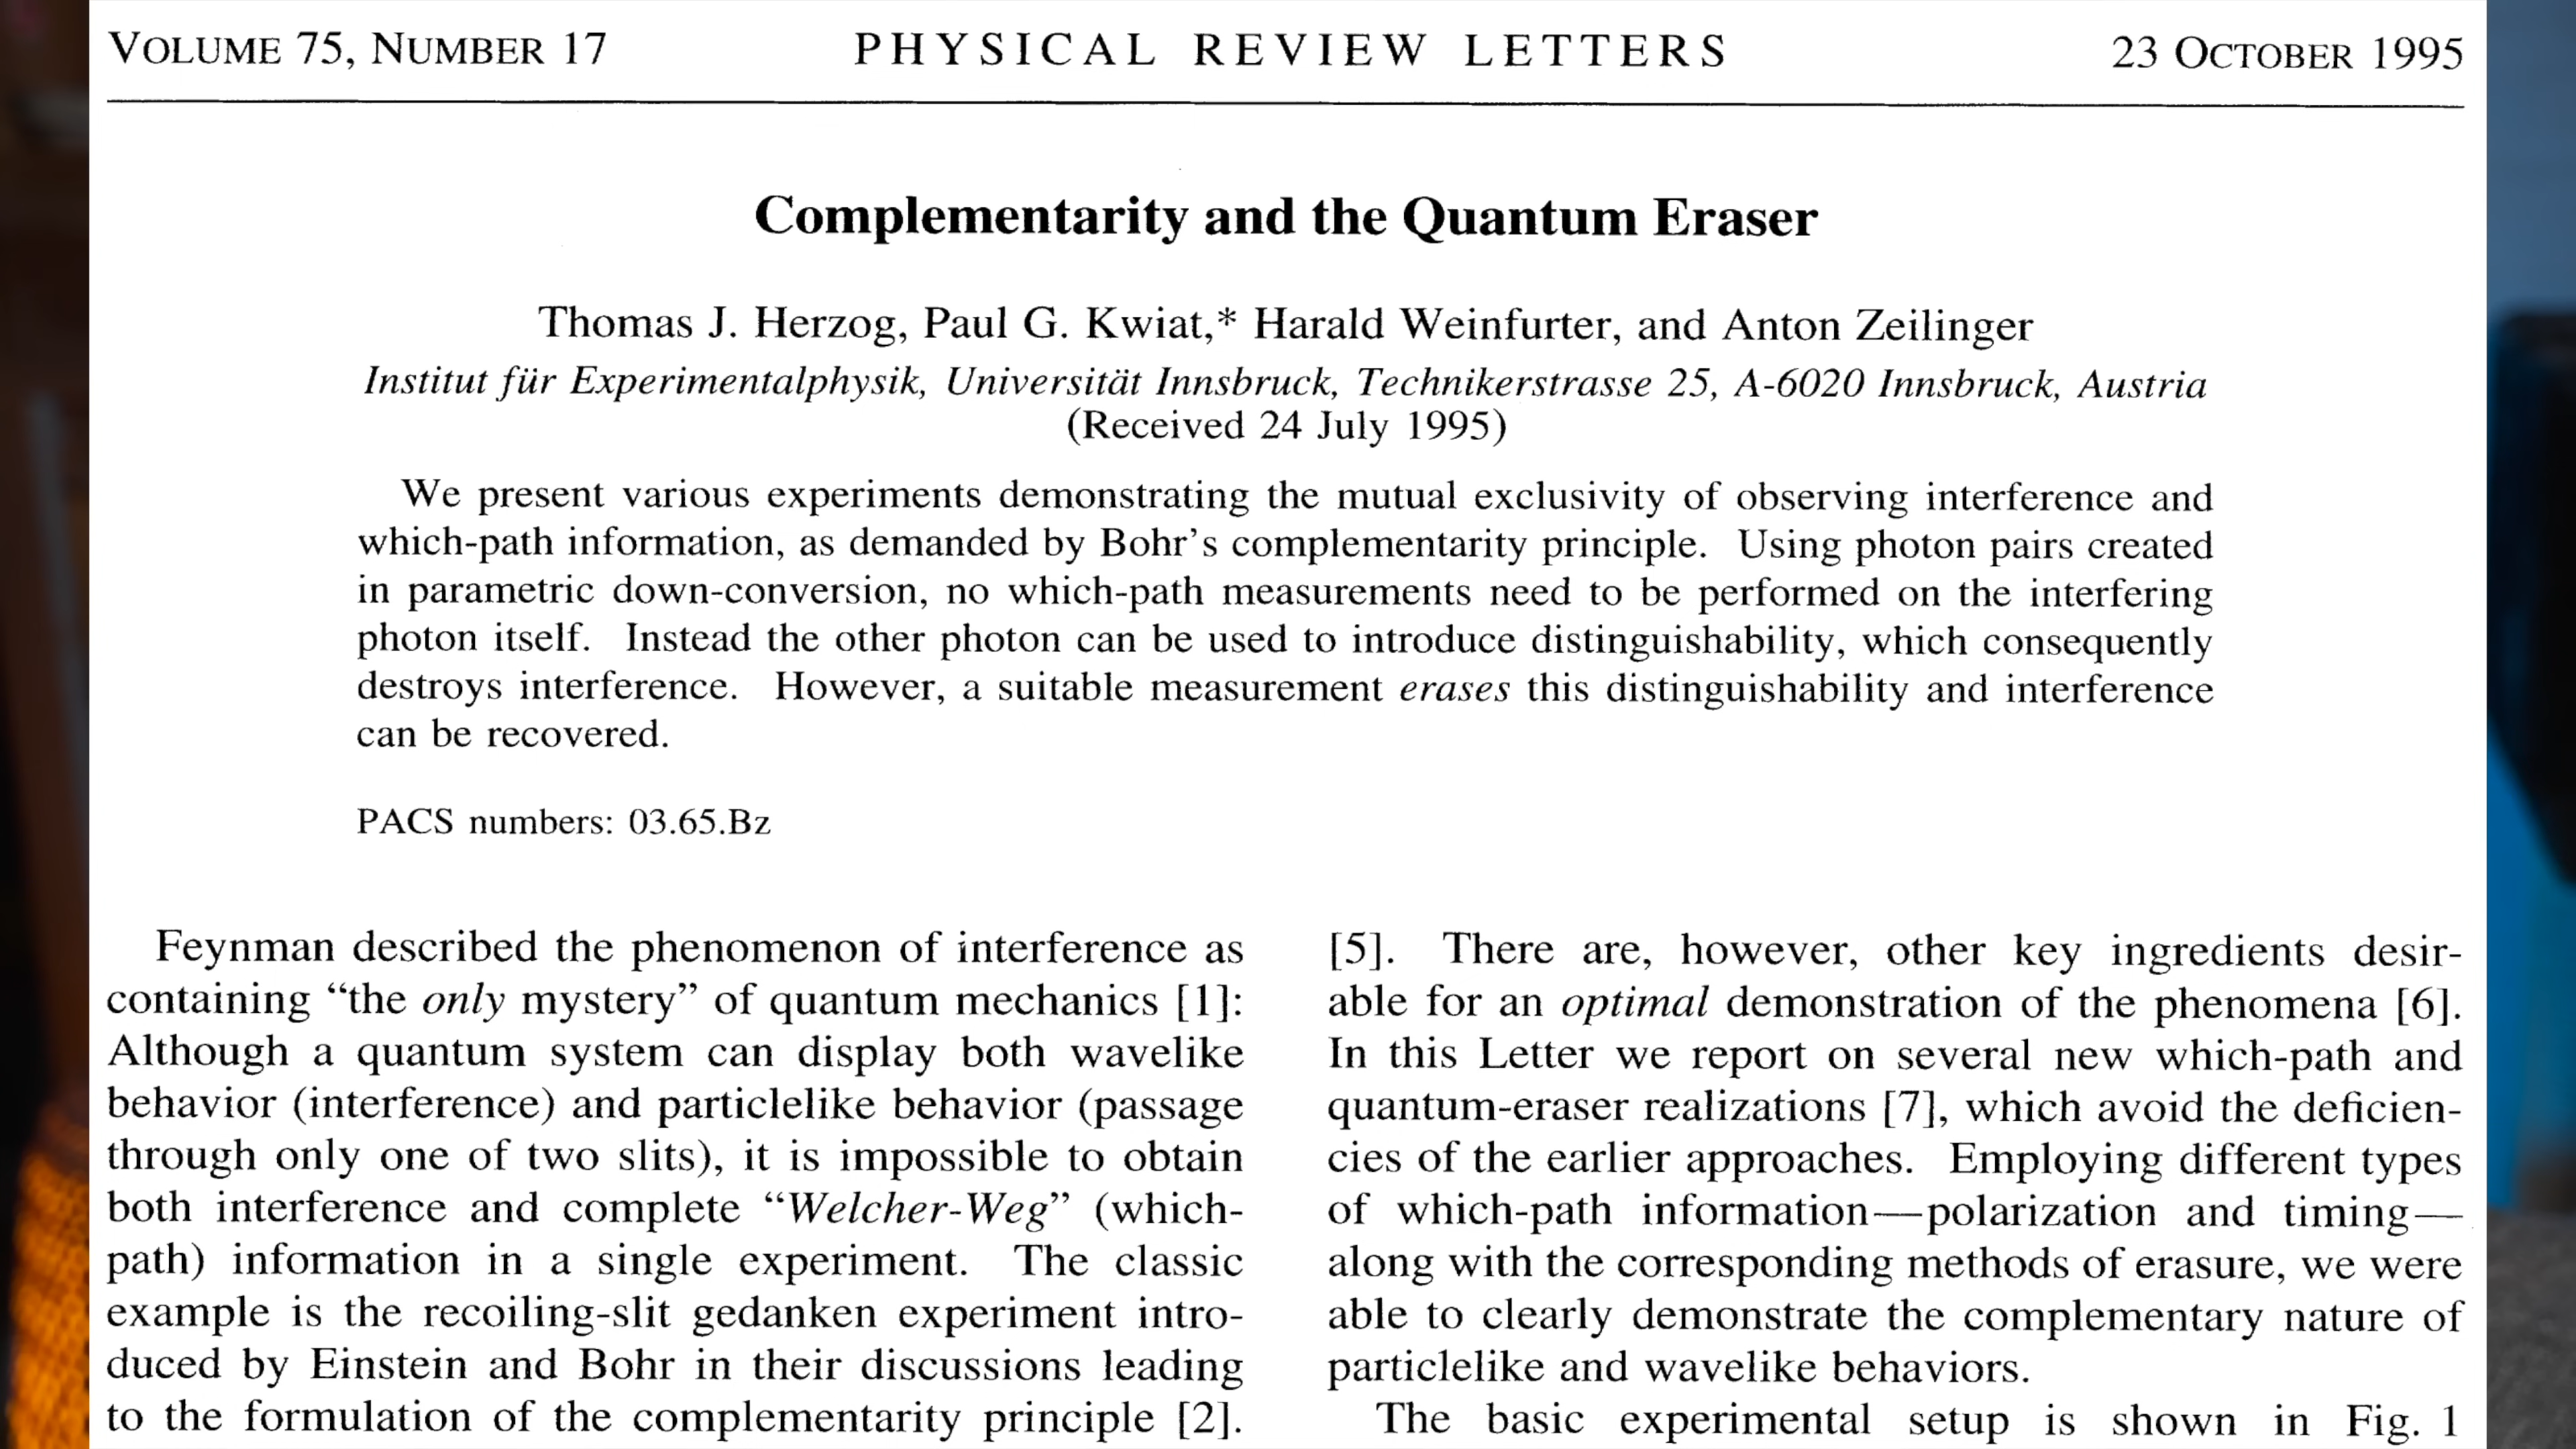 VOLUME 75, NUMBER 17 PHYSICAL REVIEW LETTERS 23 OCTOBER 1995
Complementarity and the Quantum Eraser
Thomas J. Herzog, Paul G. Kwiat,* Harald Weinfurter, and Anton Zeilinger
Institut für Experimentalphysik, Universität Innsbruck, Technikerstrasse 25, A-6020 Innsbruck, Austria
(Received 24 July 1995)
We present various experiments demonstrating the mutual exclusivity of observing interference and
which-path information, as demanded by Bohr's complementarity principle. Using photon pairs created
in parametric down-conversion, no which-path measurements need to be performed on the interfering
photon itself. Instead the other photon can be used to introduce distinguishability, which consequently
destroys interference. However, a suitable measurement erases this distinguishability and interference
can be recovered.
PACS numbers: 03.65.Bz
Feynman described the phenomenon of interference as
containing “the only mystery” of quantum mechanics [1]:
Although a quantum system can display both wavelike
behavior (interference) and particlelike behavior (passage
through only one of two slits), it is impossible to obtain
both interference and complete “Welcher-Weg” (which-
path) information in a single experiment. The classic
example is the recoiling-slit gedanken experiment intro-
duced by Einstein and Bohr in their discussions leading
to the formulation of the complementarity principle [2].
[5]. There are, however, other key ingredients desir-
able for an optimal demonstration of the phenomena [6].
In this Letter we report on several new which-path and
quantum-eraser realizations [7], which avoid the deficien-
cies of the earlier approaches. Employing different types
of which-path information—polarization and timing—
along with the corresponding methods of erasure, we were
able to clearly demonstrate the complementary nature of
particlelike and wavelike behaviors.
The basic experimental setup is shown in Fig. 1